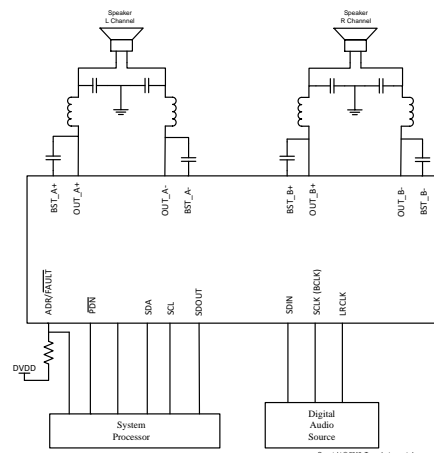 Speaker
L Channel
Speaker
R Channel
BST_A+
OUT_A+
OUT_A-
BST_A-
BST_B+
OUT_B+
OUT_B-
BST_B-
ADR/FAULT
PDN
SDA
SCL
SDOUT
SDIN
SCLK (BCLK)
LRCLK
DVDD
System
Processor
Digital
Audio
Source